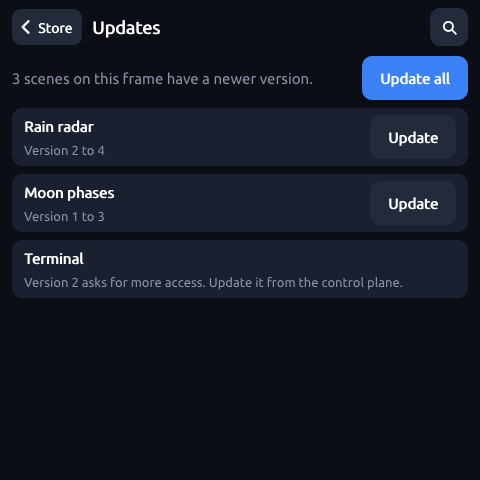 Store
Updates
3 scenes on this frame have a newer version.
Update all
Rain radar
Version 2 to 4
Update
Moon phases
Version 1 to 3
Update
Terminal
Version 2 asks for more access. Update it from the control plane.